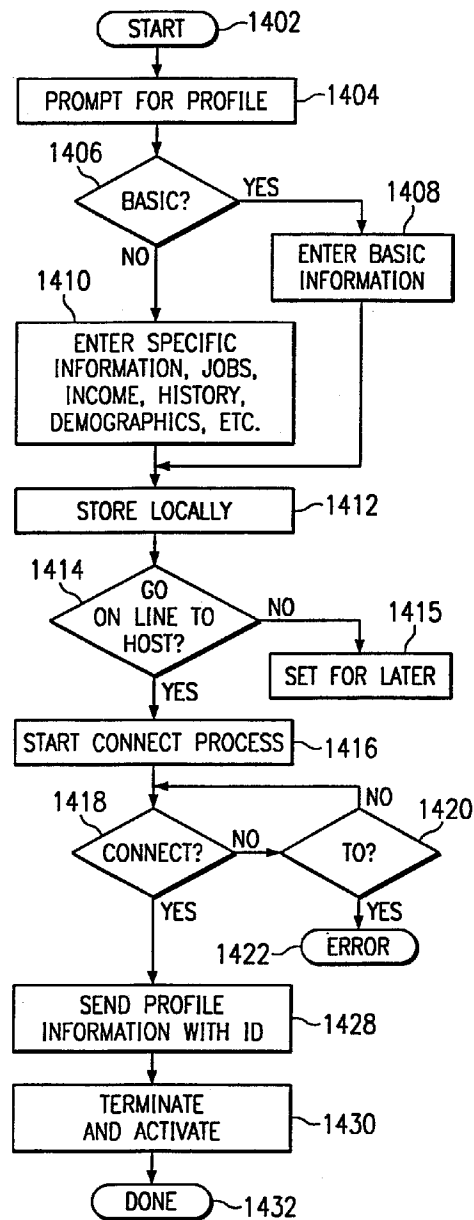 START
1402
PROMPT FOR PROFILE
1404
1406
BASIC?
YES
1408
NO
ENTER BASIC
INFORMATION
1410
ENTER SPECIFIC
INFORMATION, JOBS,
INCOME, HISTORY,
DEMOGRAPHICS, ETC.
STORE LOCALLY
1412
1414
GO
ON LINE TO
HOST?
NO
1415
SET FOR LATER
YES
START CONNECT PROCESS
1416
NO
1418
1420
CONNECT?
NO
TO?
YES
YES
1422
ERROR
SEND PROFILE
INFORMATION WITH ID
1428
TERMINATE
AND ACTIVATE
1430
DONE
1432